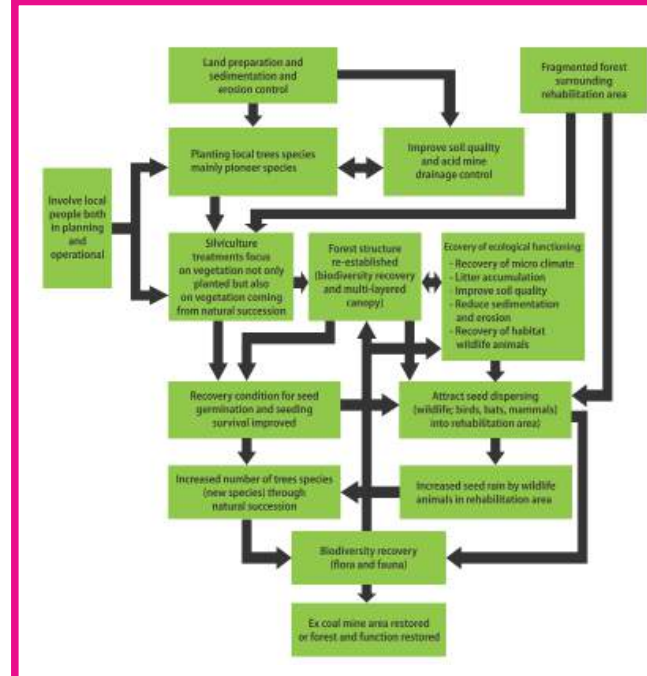 Land preparation and
sedimentation and
erosion control
Fragmented forest
surrounding
rehabilitation area
Planting local trees species
mainly pioneer species
Improve soil quality
and acid mine
drainage control
Involve local
people both
in planning
and
operational
Silviculture
treatments focus
on vegetation not only
planted but also
on vegetation coming
from natural succession
Forest structure
re-established
(biodiversity recovery
and multi-layered
canopy)
Ecovery of ecological functioning:
- Recovery of micro climate
- Litter accumulation
- Improve soil quality
- Reduce sedimentation
and erosion
- Recovery of habitat
wildlife animals
Recovery condition for seed
germination and seeding
survival improved
Attract seed dispersing
(wildlife; birds, bats, mammals)
into rehabilitation area)
Increased number of trees species
(new species) through
natural succession
Increased seed rain by wildlife
animals in rehabilitation area
Biodiversity recovery
(flora and fauna)
Ex coal mine area restored
or forest and function restored